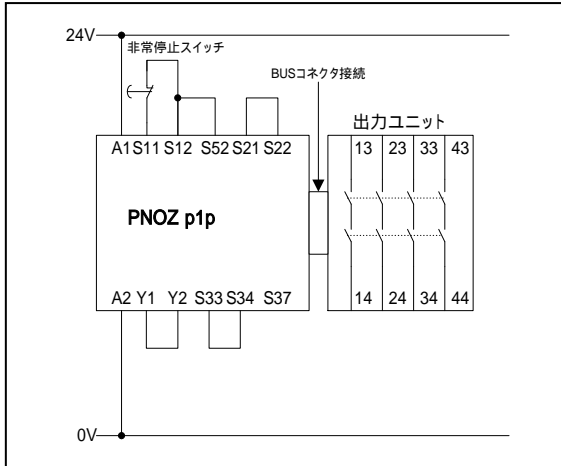 24V
非常停止スイッチ
BUSコネクタ接続
出力ユニット
A1 S11 S12 S52 S21 S22
13 23 33 43
PNOZ p1p
A2 Y1 Y2 S33 S34 S37
14 24 34 44
0V